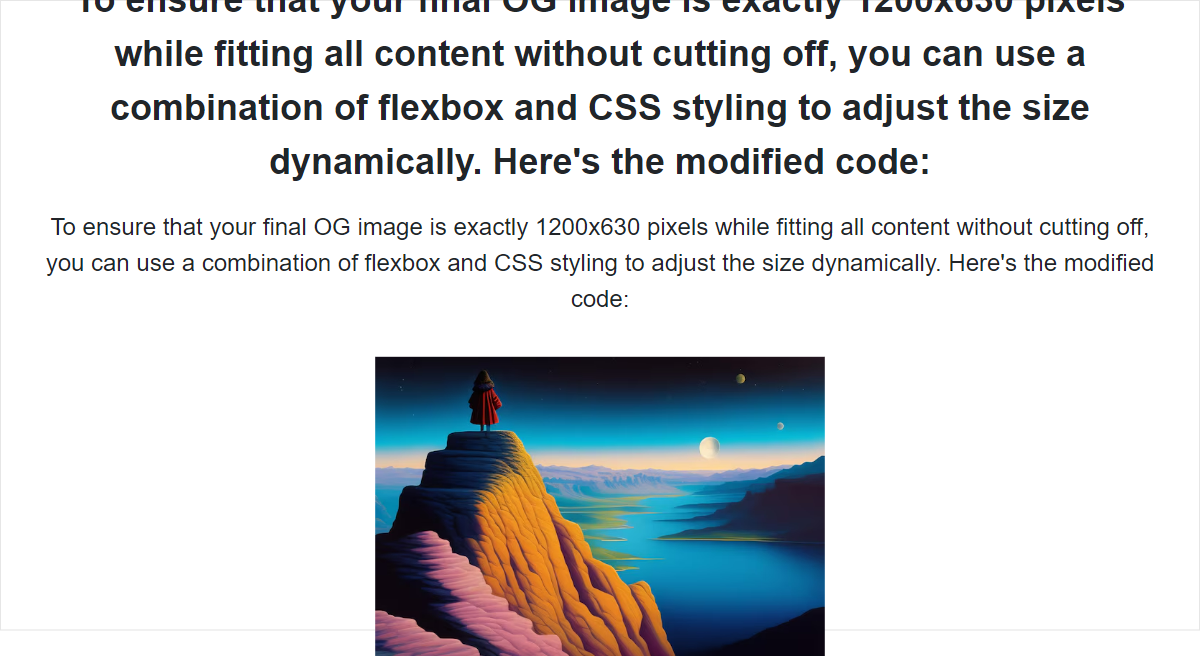 To ensure that your final OG image is exactly 1200x630 pixels
while fitting all content without cutting off, you can use a
combination of flexbox and CSS styling to adjust the size
dynamically. Here's the modified code:
To ensure that your final OG image is exactly 1200x630 pixels while fitting all content without cutting off,
you can use a combination of flexbox and CSS styling to adjust the size dynamically. Here's the modified
code: